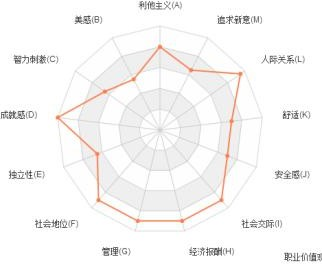 利他主义(A)
美感(B)
追求新意(M)
智力刺激(C)
人际关系(L)
成就感(D)
舒适(K)
独立性(E)
安全感(J)
社会地位(F)
社会交际(I)
管理(G)
经济报酬(H)
职业价值观